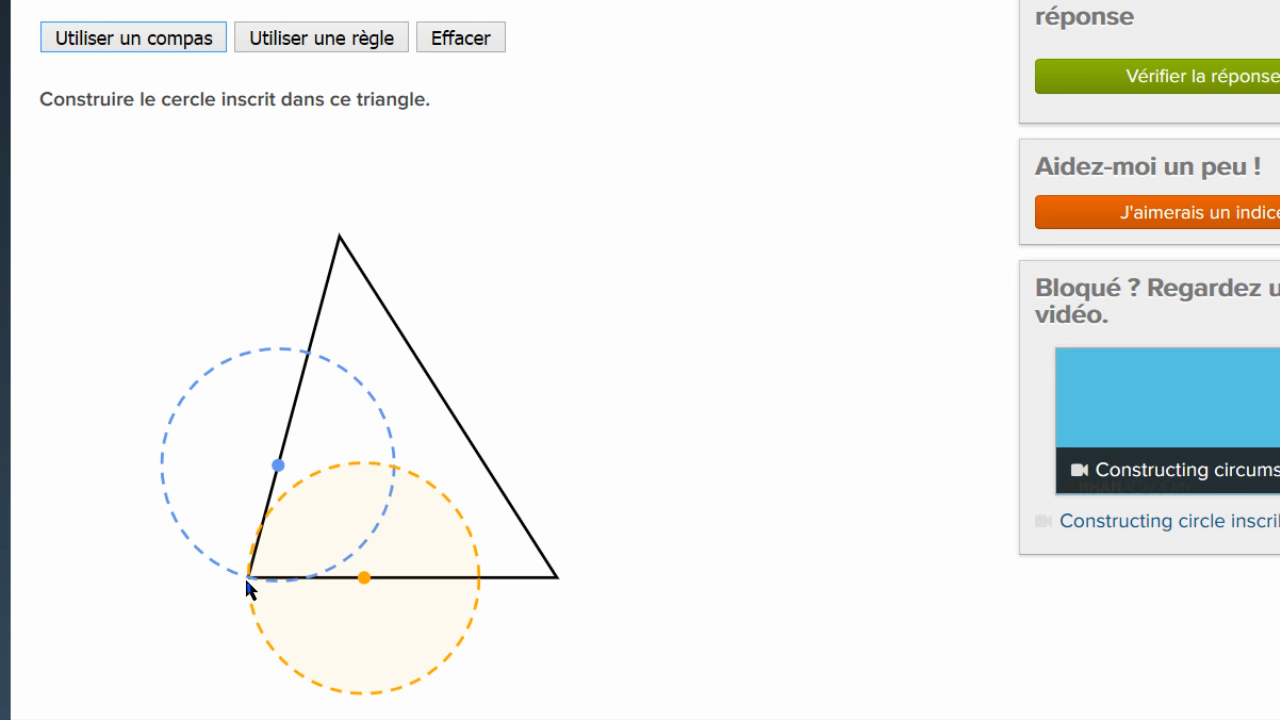 Utiliser un compas Utiliser une règle Effacer
Construire le cercle inscrit dans ce triangle.
réponse
Vérifier la réponse
Aidez-moi un peu !
J'aimerais un indice
Bloqué ? Regardez u
vidéo.
Constructing circums
Constructing circle inscri